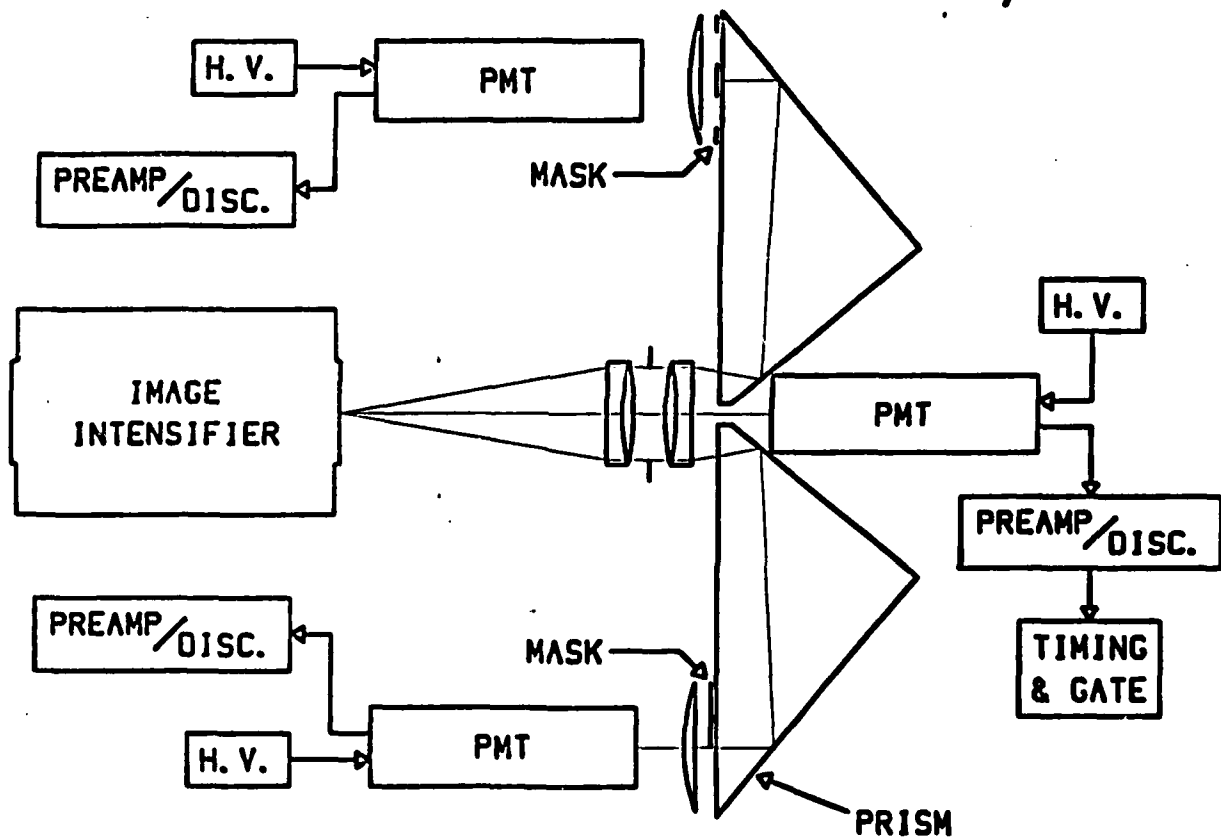 H. V.
PMT
PREAMP/DISC.
MASK
H. V.
IMAGE
INTENSIFIER
PMT
PREAMP/DISC.
PREAMP/DISC.
MASK
TIMING
& GATE
PMT
H. V.
PRISM